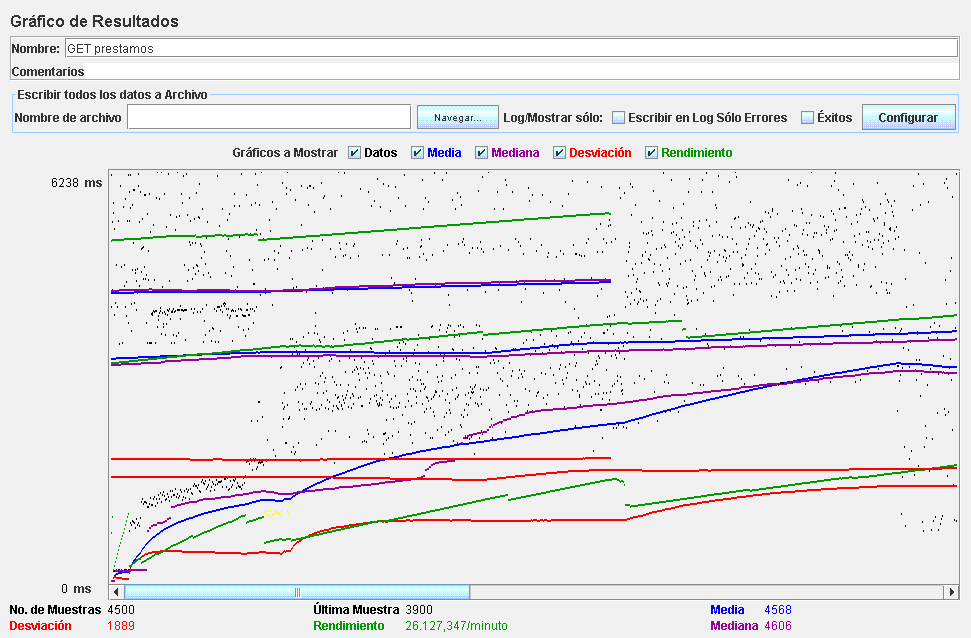 Gráfico de Resultados
Nombre: GET prestamos
Comentarios
Escribir todos los datos a Archivo
Nombre de archivo Navegar... Log/Mostrar sólo: Escribir en Log Sólo Errores Éxitos Configurar
Gráficos a Mostrar Datos Media Mediana Desviación Rendimiento
6238 ms
0 ms
No. de Muestras 4500 Última Muestra 3900 Media 4568
Desviación 1889 Rendimiento 26.127,347/minuto Mediana 4606